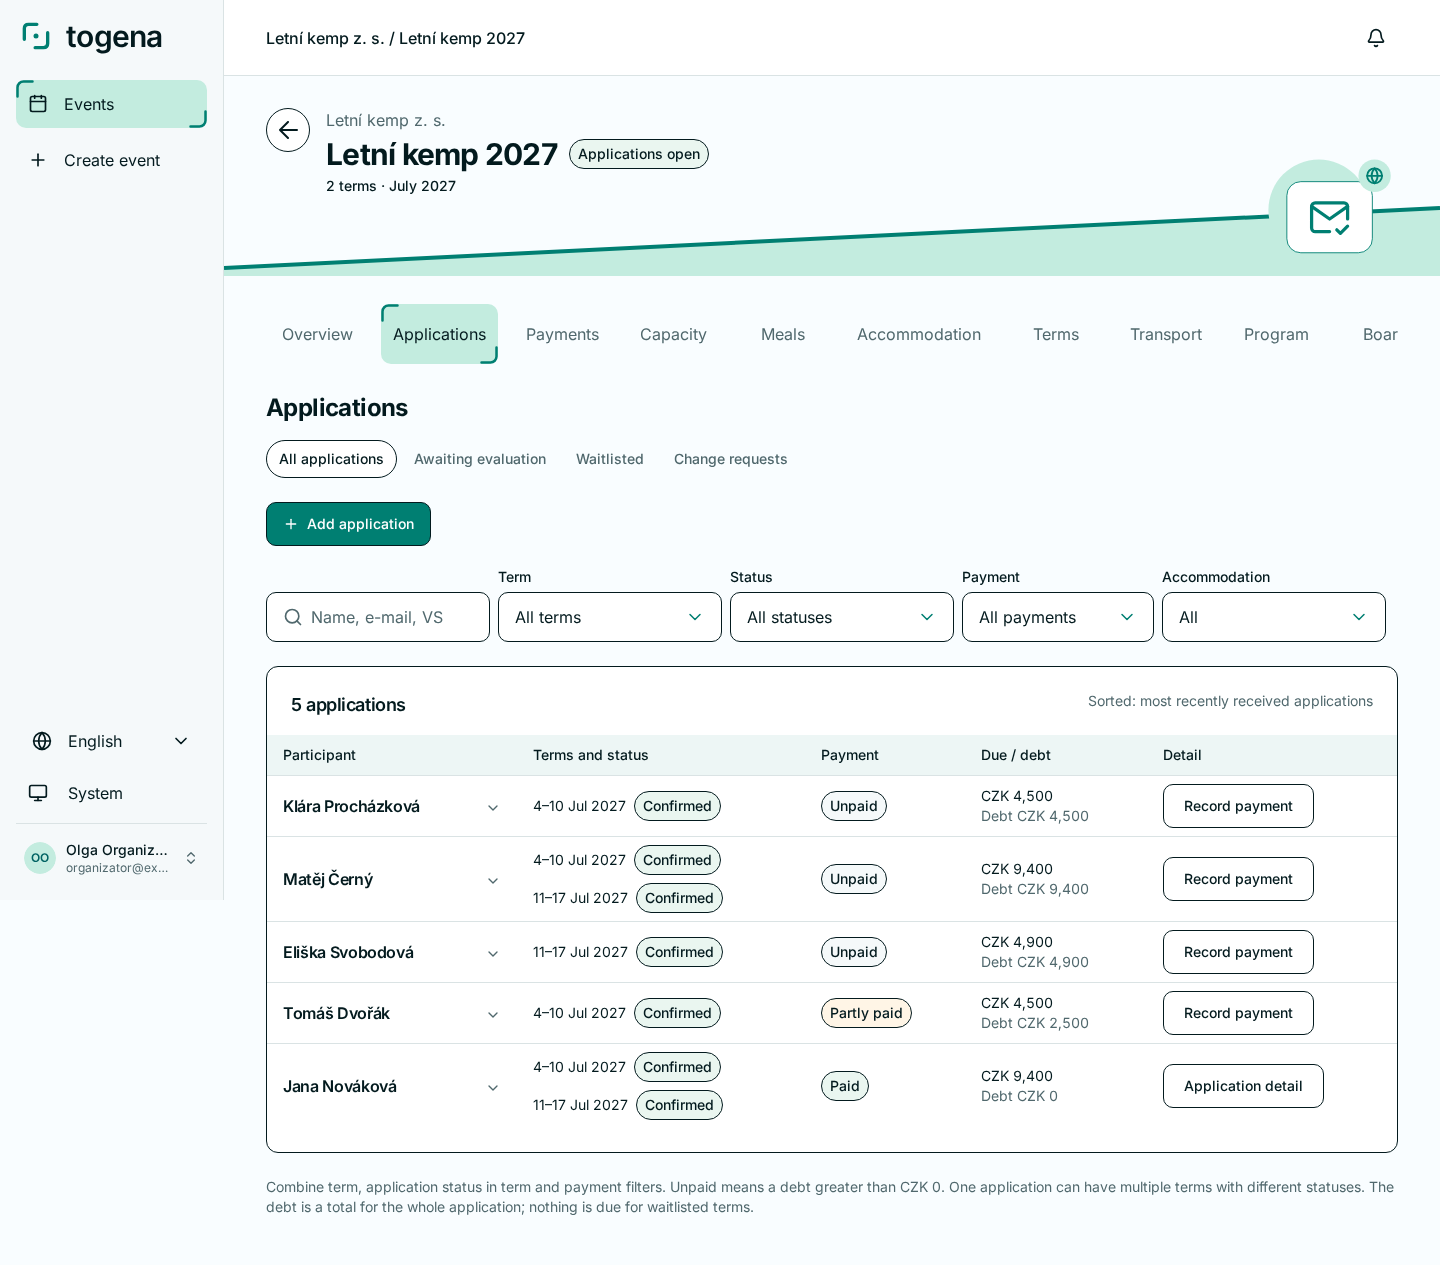 togena
Events
Create event
English
System
OO
Olga Organiz...
organizator@ex...
Letní kemp z. s. / Letní kemp 2027
Letní kemp z. s.
Letní kemp 2027 Applications open
2 terms · July 2027
Overview Applications Payments Capacity Meals Accommodation Terms Transport Program Boar
Applications
All applications Awaiting evaluation Waitlisted Change requests
Add application
Term Status Payment Accommodation
Name, e-mail, VS All terms All statuses All payments All
5 applications Sorted: most recently received applications
Participant Terms and status Payment Due / debt Detail
Klára Procházková 4–10 Jul 2027 Confirmed Unpaid CZK 4,500 Record payment
Debt CZK 4,500
Matěj Černý 4–10 Jul 2027 Confirmed Unpaid CZK 9,400 Record payment
11–17 Jul 2027 Confirmed Debt CZK 9,400
Eliška Svobodová 11–17 Jul 2027 Confirmed Unpaid CZK 4,900 Record payment
Debt CZK 4,900
Tomáš Dvořák 4–10 Jul 2027 Confirmed Partly paid CZK 4,500 Record payment
Debt CZK 2,500
Jana Nováková 4–10 Jul 2027 Confirmed Paid CZK 9,400 Application detail
11–17 Jul 2027 Confirmed Debt CZK 0
Combine term, application status in term and payment filters. Unpaid means a debt greater than CZK 0. One application can have multiple terms with different statuses. The
debt is a total for the whole application; nothing is due for waitlisted terms.